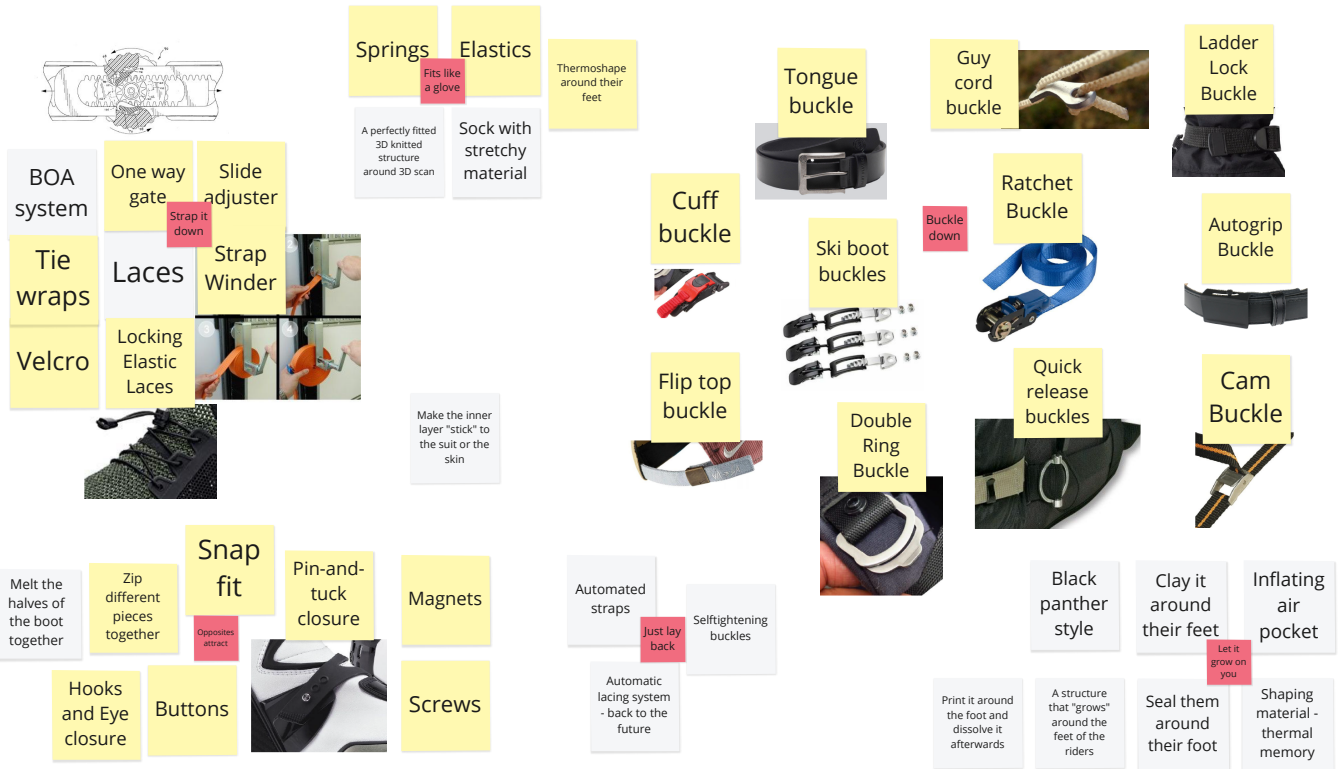 Springs
Elastics
Fits like
a glove
Thermoshape
around their
feet
A perfectly fitted
3D knitted
structure
around 3D scan
Sock with
stretchy
material
BOA
system
One way
gate
Slide
adjuster
Strap it
down
Tie
wraps
Laces
Strap
Winder
Velcro
Locking
Elastic
Laces
3
4
Make the inner
layer "stick" to
the suit or the
skin
Tongue
buckle
Guy
cord
buckle
Ladder
Lock
Buckle
Cuff
buckle
Ski boot
buckles
Buckle
down
Ratchet
Buckle
Autogrip
Buckle
Flip top
buckle
Double
Ring
Buckle
Quick
release
buckles
Cam
Buckle
Melt the
halves of
the boot
together
Zip
different
pieces
together
Snap
fit
Opposites
attract
Pin-and-
tuck
closure
Magnets
Hooks
and Eye
closure
Buttons
Screws
Automated
straps
Just lay
back
Selftightening
buckles
Automatic
lacing system
- back to the
future
Black
panther
style
Clay it
around
their feet
Inflating
air
pocket
Let it
grow on
you
Print it around
the foot and
dissolve it
afterwards
A structure
that "grows"
around the
feet of the
riders
Seal them
around
their foot
Shaping
material -
thermal
memory